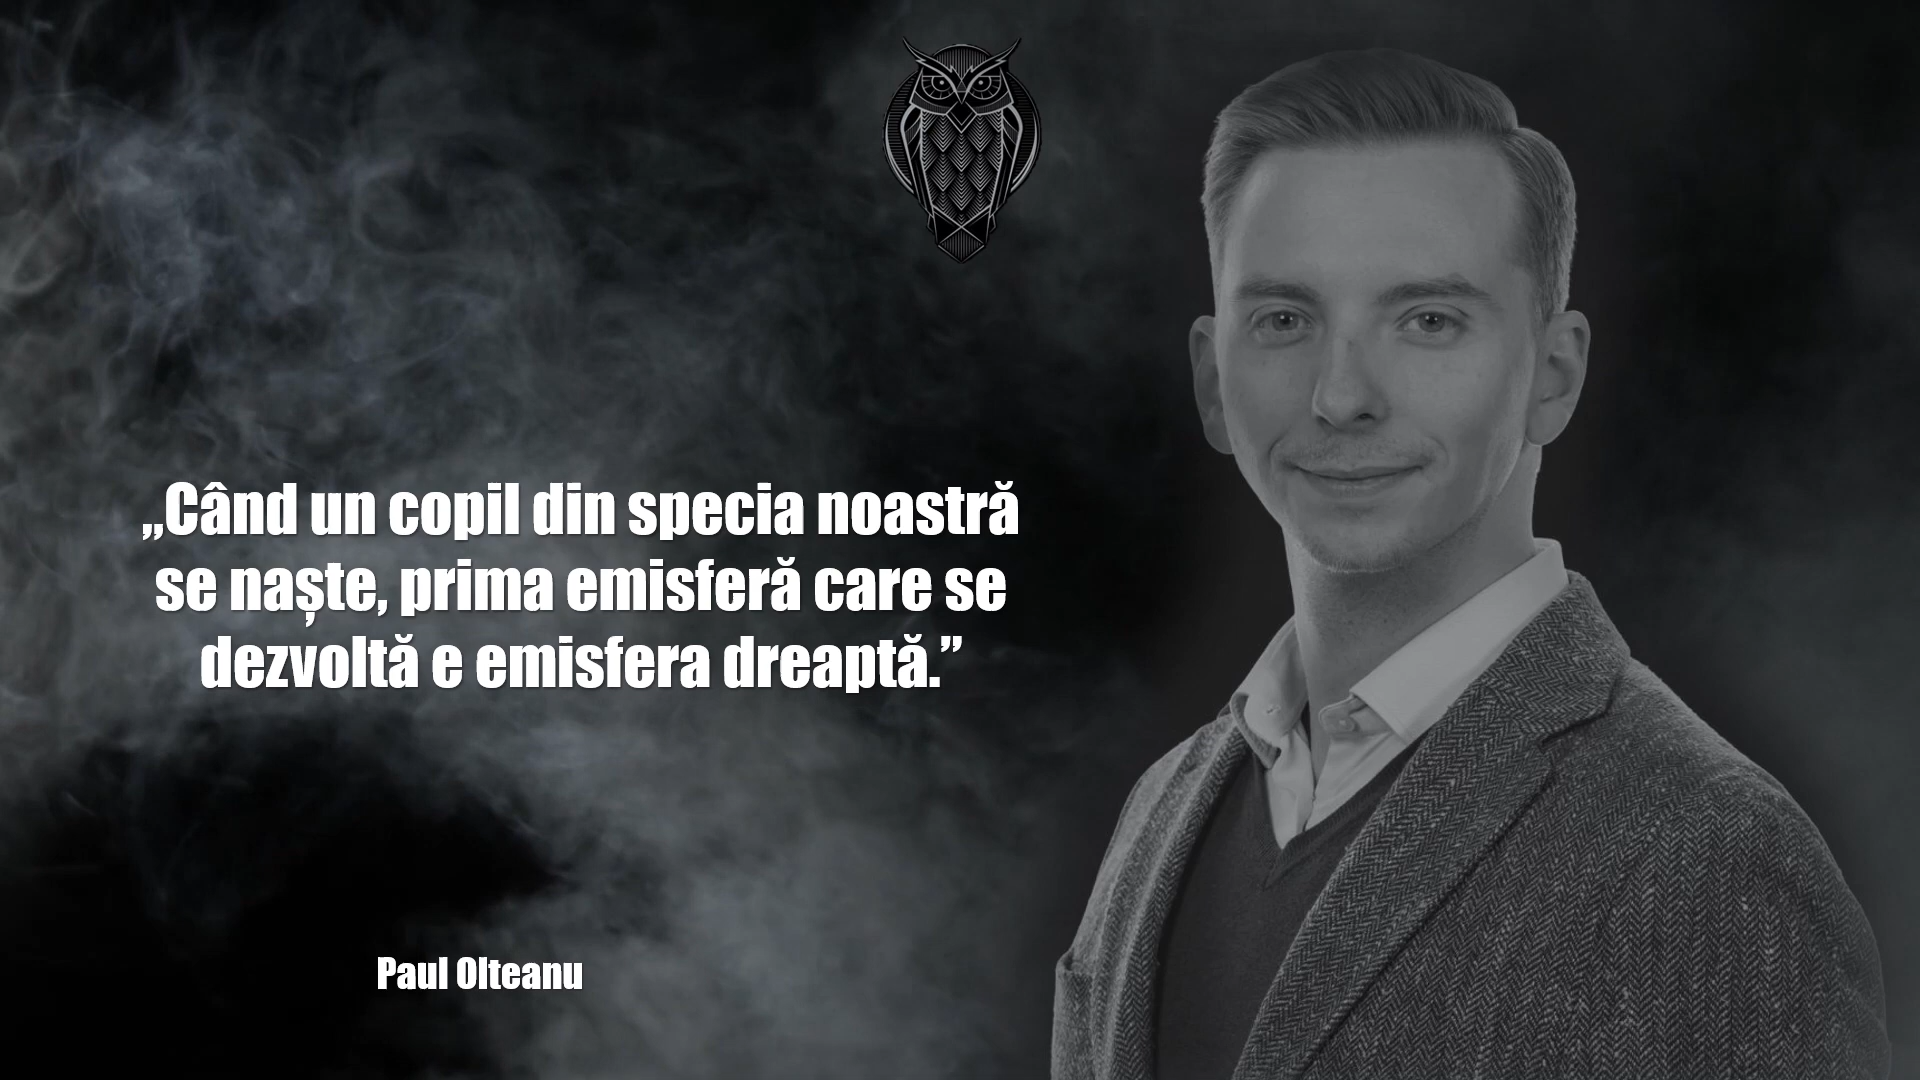 „Când un copil din specia noastră
se naște, prima emisferă care se
dezvoltă e emisfera dreaptă.”
Paul Olteanu